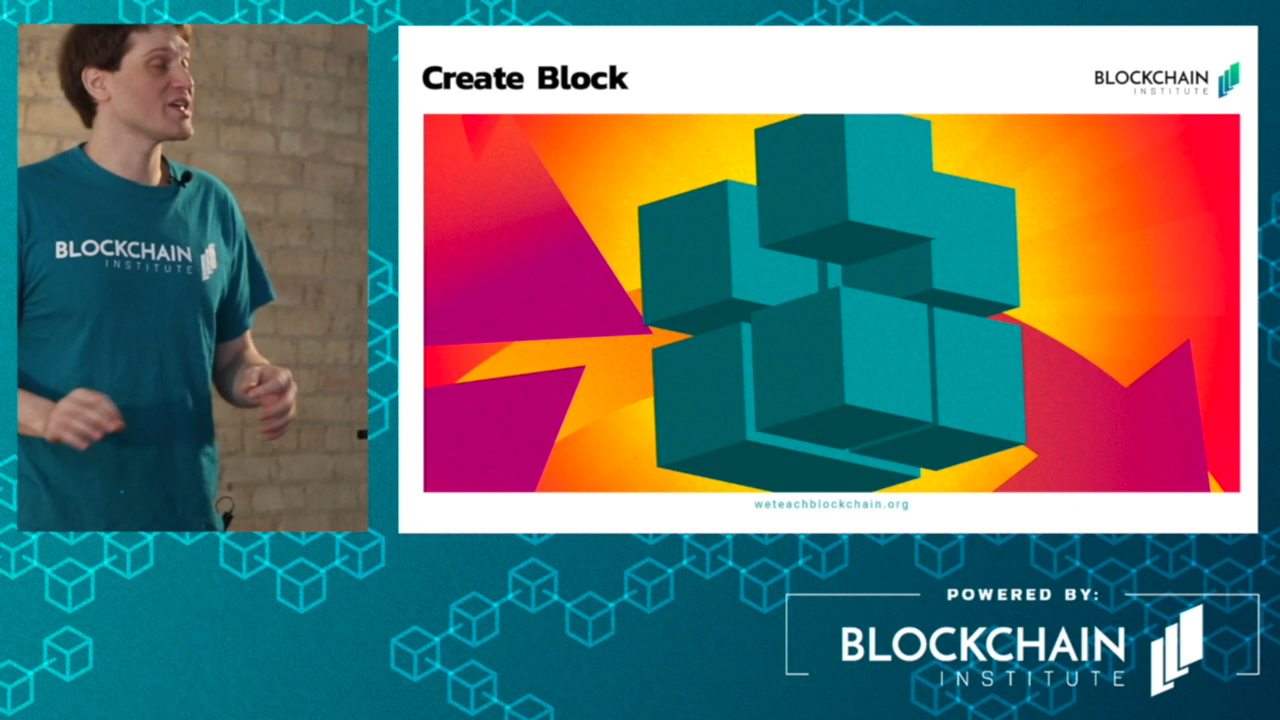 BLOCKCHAIN
INSTITUTE
Create Block
BLOCKCHAIN
INSTITUTE
weteachblockchain.org
POWERED BY:
BLOCKCHAIN
INSTITUTE